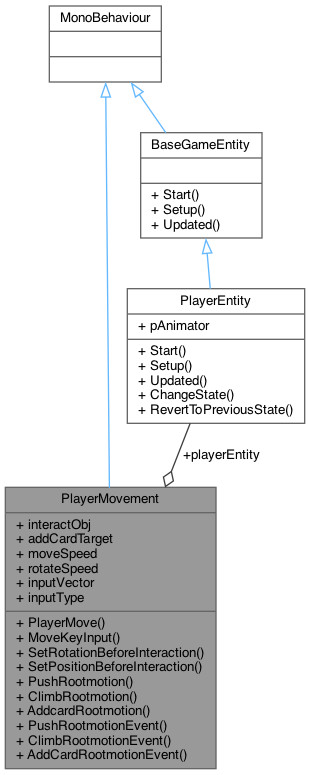 MonoBehaviour
BaseGameEntity
+ Start()
+ Setup()
+ Updated()
PlayerEntity
+ pAnimator
+ Start()
+ Setup()
+ Updated()
+ ChangeState()
+ RevertToPreviousState()
+playerEntity
PlayerMovement
+ interactObj
+ addCardTarget
+ moveSpeed
+ rotateSpeed
+ inputVector
+ inputType
+ PlayerMove()
+ MoveKeyInput()
+ SetRotationBeforeInteraction()
+ SetPositionBeforeInteraction()
+ PushRootmotion()
+ ClimbRootmotion()
+ AddcardRootmotion()
+ PushRootmotionEvent()
+ ClimbRootmotionEvent()
+ AddCardRootmotionEvent()